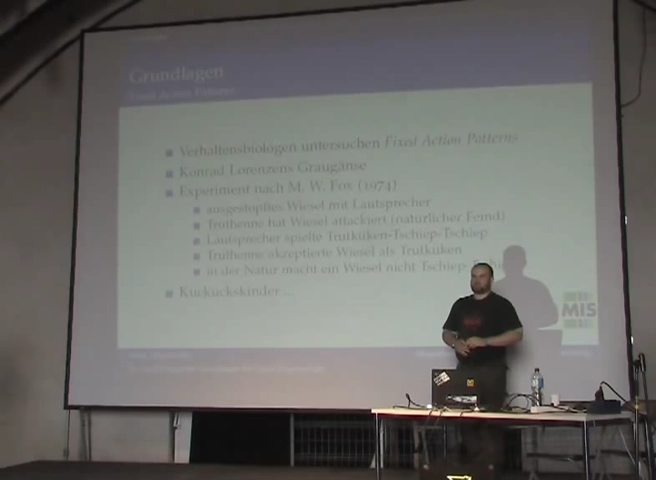 Grundlagen
Fixed Action Patterns
Verhaltensbiologen untersuchen Fixed Action Patterns
Konrad Lorenzens Graugänse
Experiment nach M. W. Fox (1974)
ausgestopftes Wiesel mit Lautsprecher
Truthenne hat Wiesel attackiert (natürlicher Feind)
Lautsprecher spielte Trutküken-Tschiep-Tschiep
Truthenne akzeptierte Wiesel als Trutküken
in der Natur macht ein Wiesel nicht Tschiep
Kuckuckskinder...
MIS